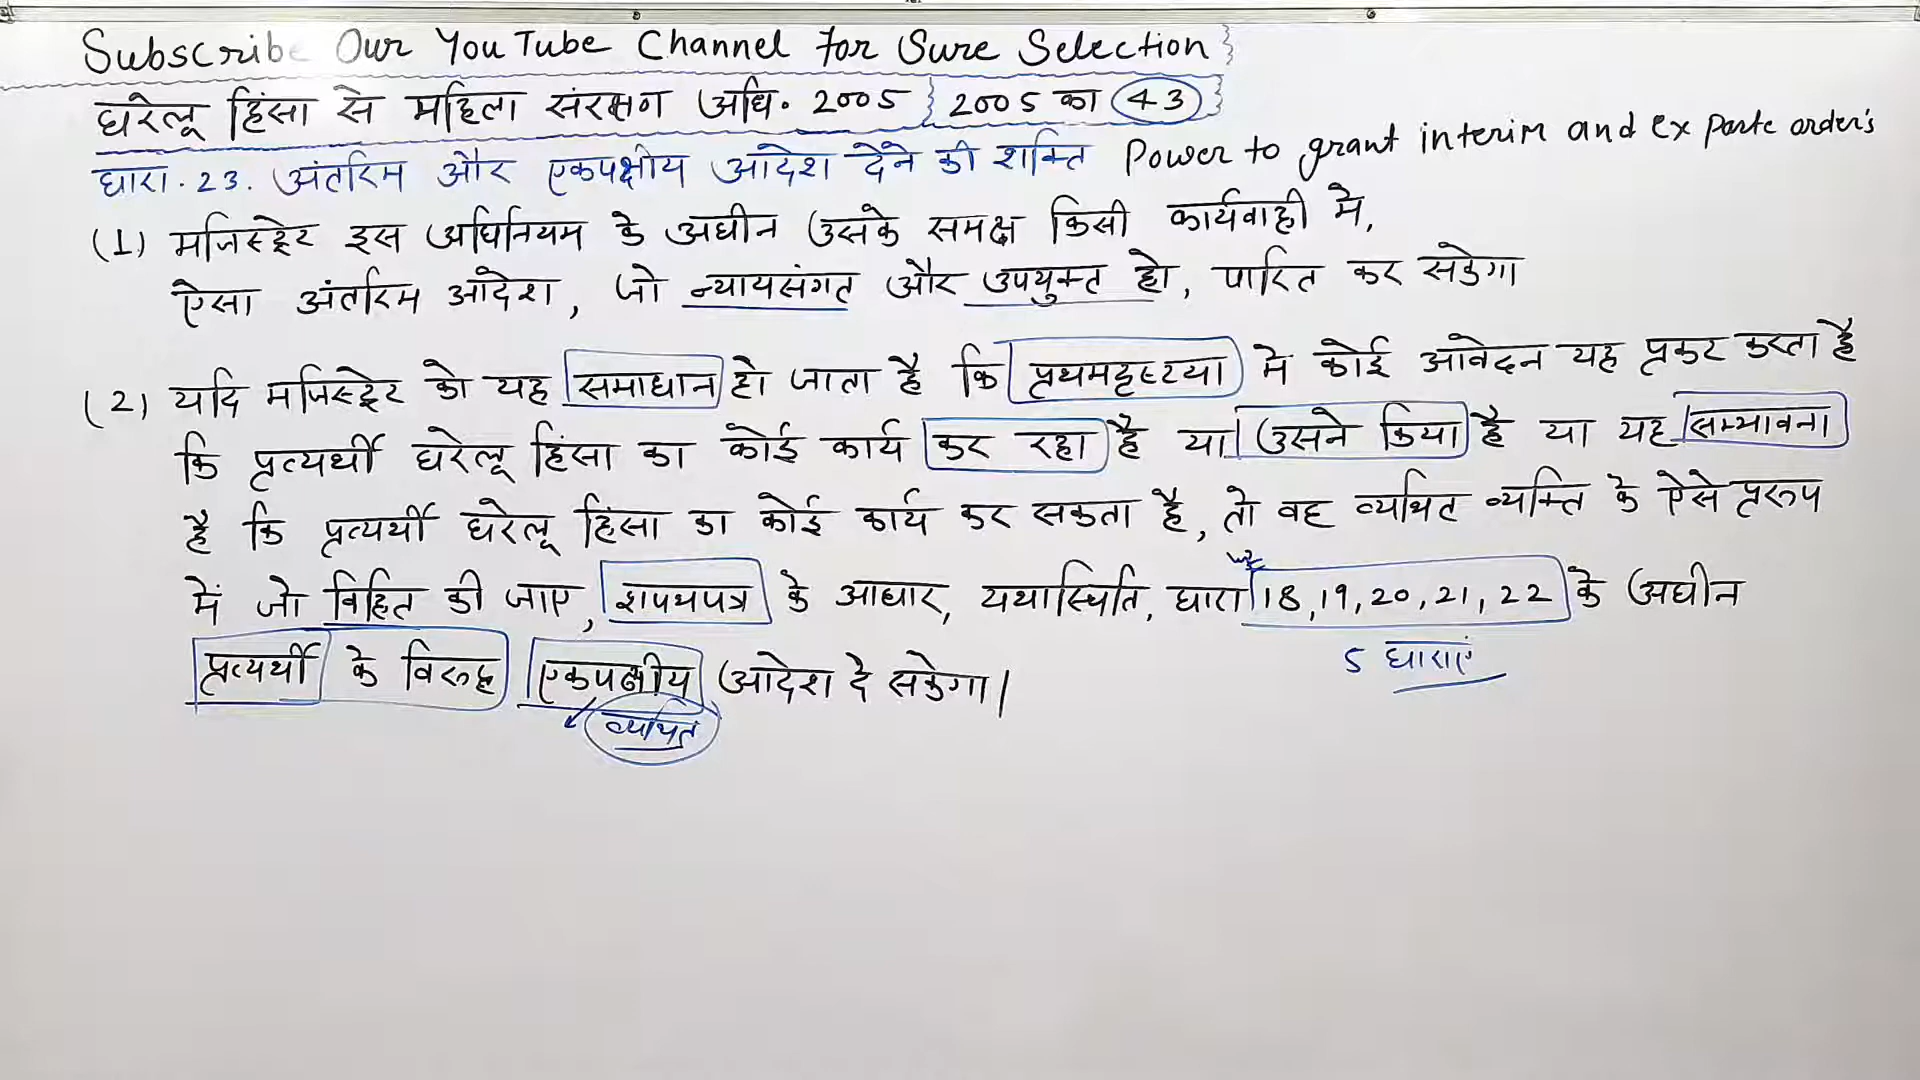 Subscribe Our YouTube Channel for Sure Selection
घरेलू हिंसा से महिला संरक्षण अधि. 2005 } 2005 का 43
धारा. 23. अंतरिम और एकपक्षीय आदेश देने की शक्ति Power to grant interim and ex parte order's
(1) मजिस्ट्रेट इस अधिनियम के अधीन उसके समक्ष किसी कार्यवाही में,
ऐसा अंतरिम आदेश, जो न्यायसंगत और उपयुक्त हो, पारित कर सकेगा
(2) यदि मजिस्ट्रेट को यह समाधान हो जाता है कि प्रथमदृष्टया में कोई आवेदन यह प्रकट करता है
कि प्रत्यर्थी घरेलू हिंसा का कोई कार्य कर रहा है या उसने किया है या यह सम्भावना
है कि प्रत्यर्थी घरेलू हिंसा का कोई कार्य कर सकता है, तो वह व्यथित व्यक्ति के ऐसे प्ररुप
में जो विहित की जाए, शपथपत्र के आधार, यथास्थिति, धारा 18, 19, 20, 21, 22 के अधीन
5 धाराएं
प्रत्यर्थी के विरुद्ध एकपक्षीय आदेश दे सकेगा।
व्यथित